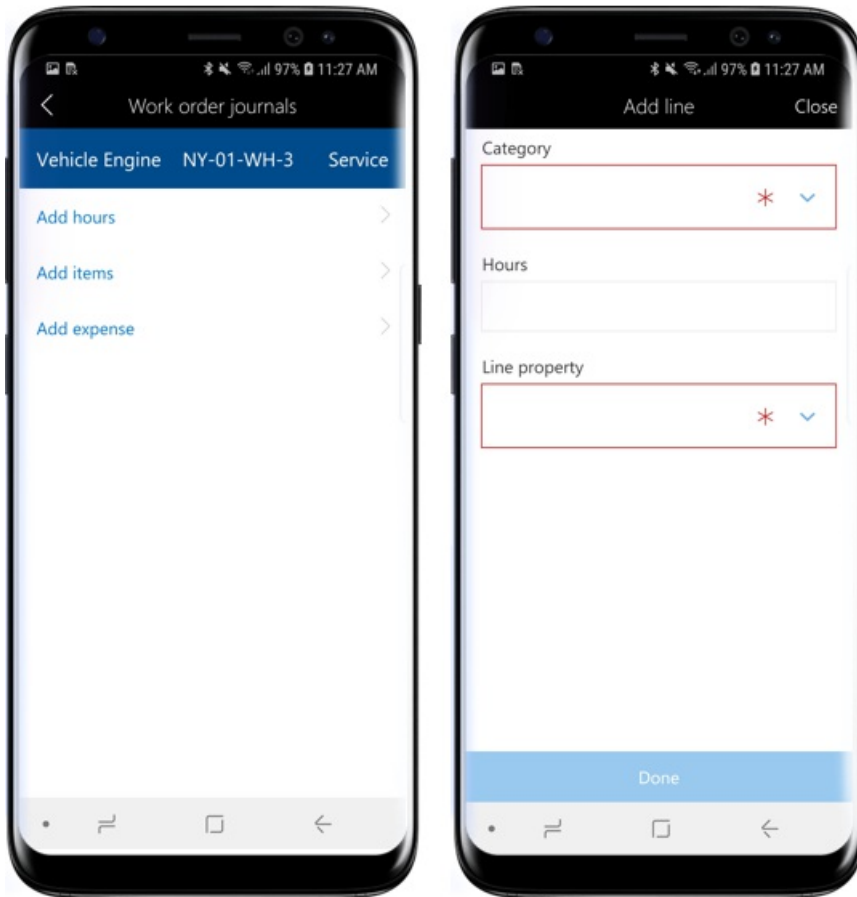 97% 11:27 AM
Work order journals
Vehicle Engine NY-01-WH-3 Service
Add hours
Add items
Add expense
97% 11:27 AM
Add line Close
Category
*
Hours
Line property
*
Done